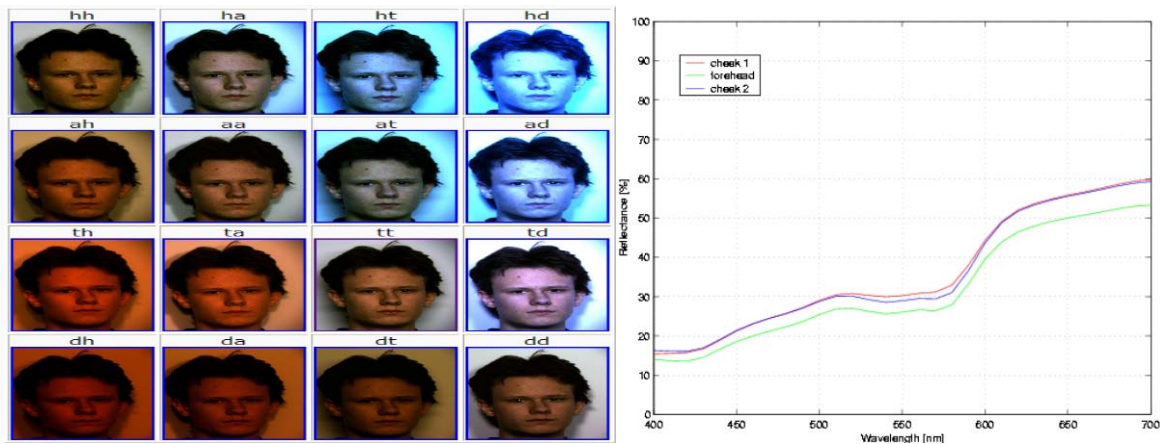 hh ha ht hd
ah aa at ad
th ta tt td
dh da dt dd
100
90
80
70
60
50
40
30
20
10
0
Reflectance [%]
cheek 1
forehead
cheek 2
400 450 500 550 600 650 700
Wavelength [nm]